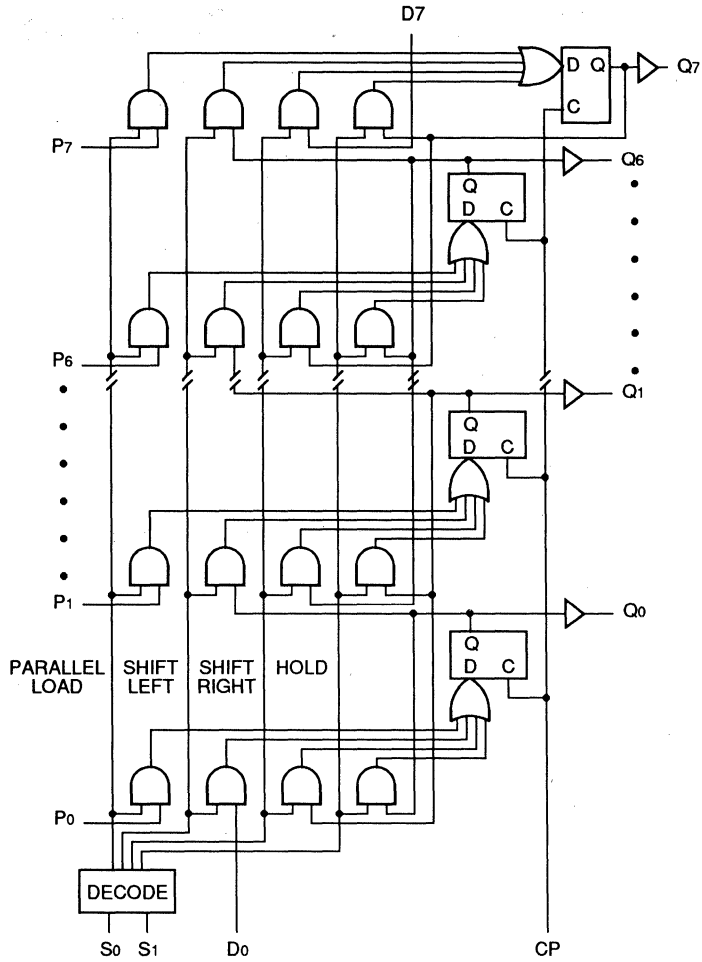 D7
D Q
Q7
C
P7
Q6
Q
D C
P6
Q1
Q
D C
P1
Q0
Q
D C
PARALLEL LOAD
SHIFT LEFT
SHIFT RIGHT
HOLD
P0
DECODE
S0 S1 D0 CP